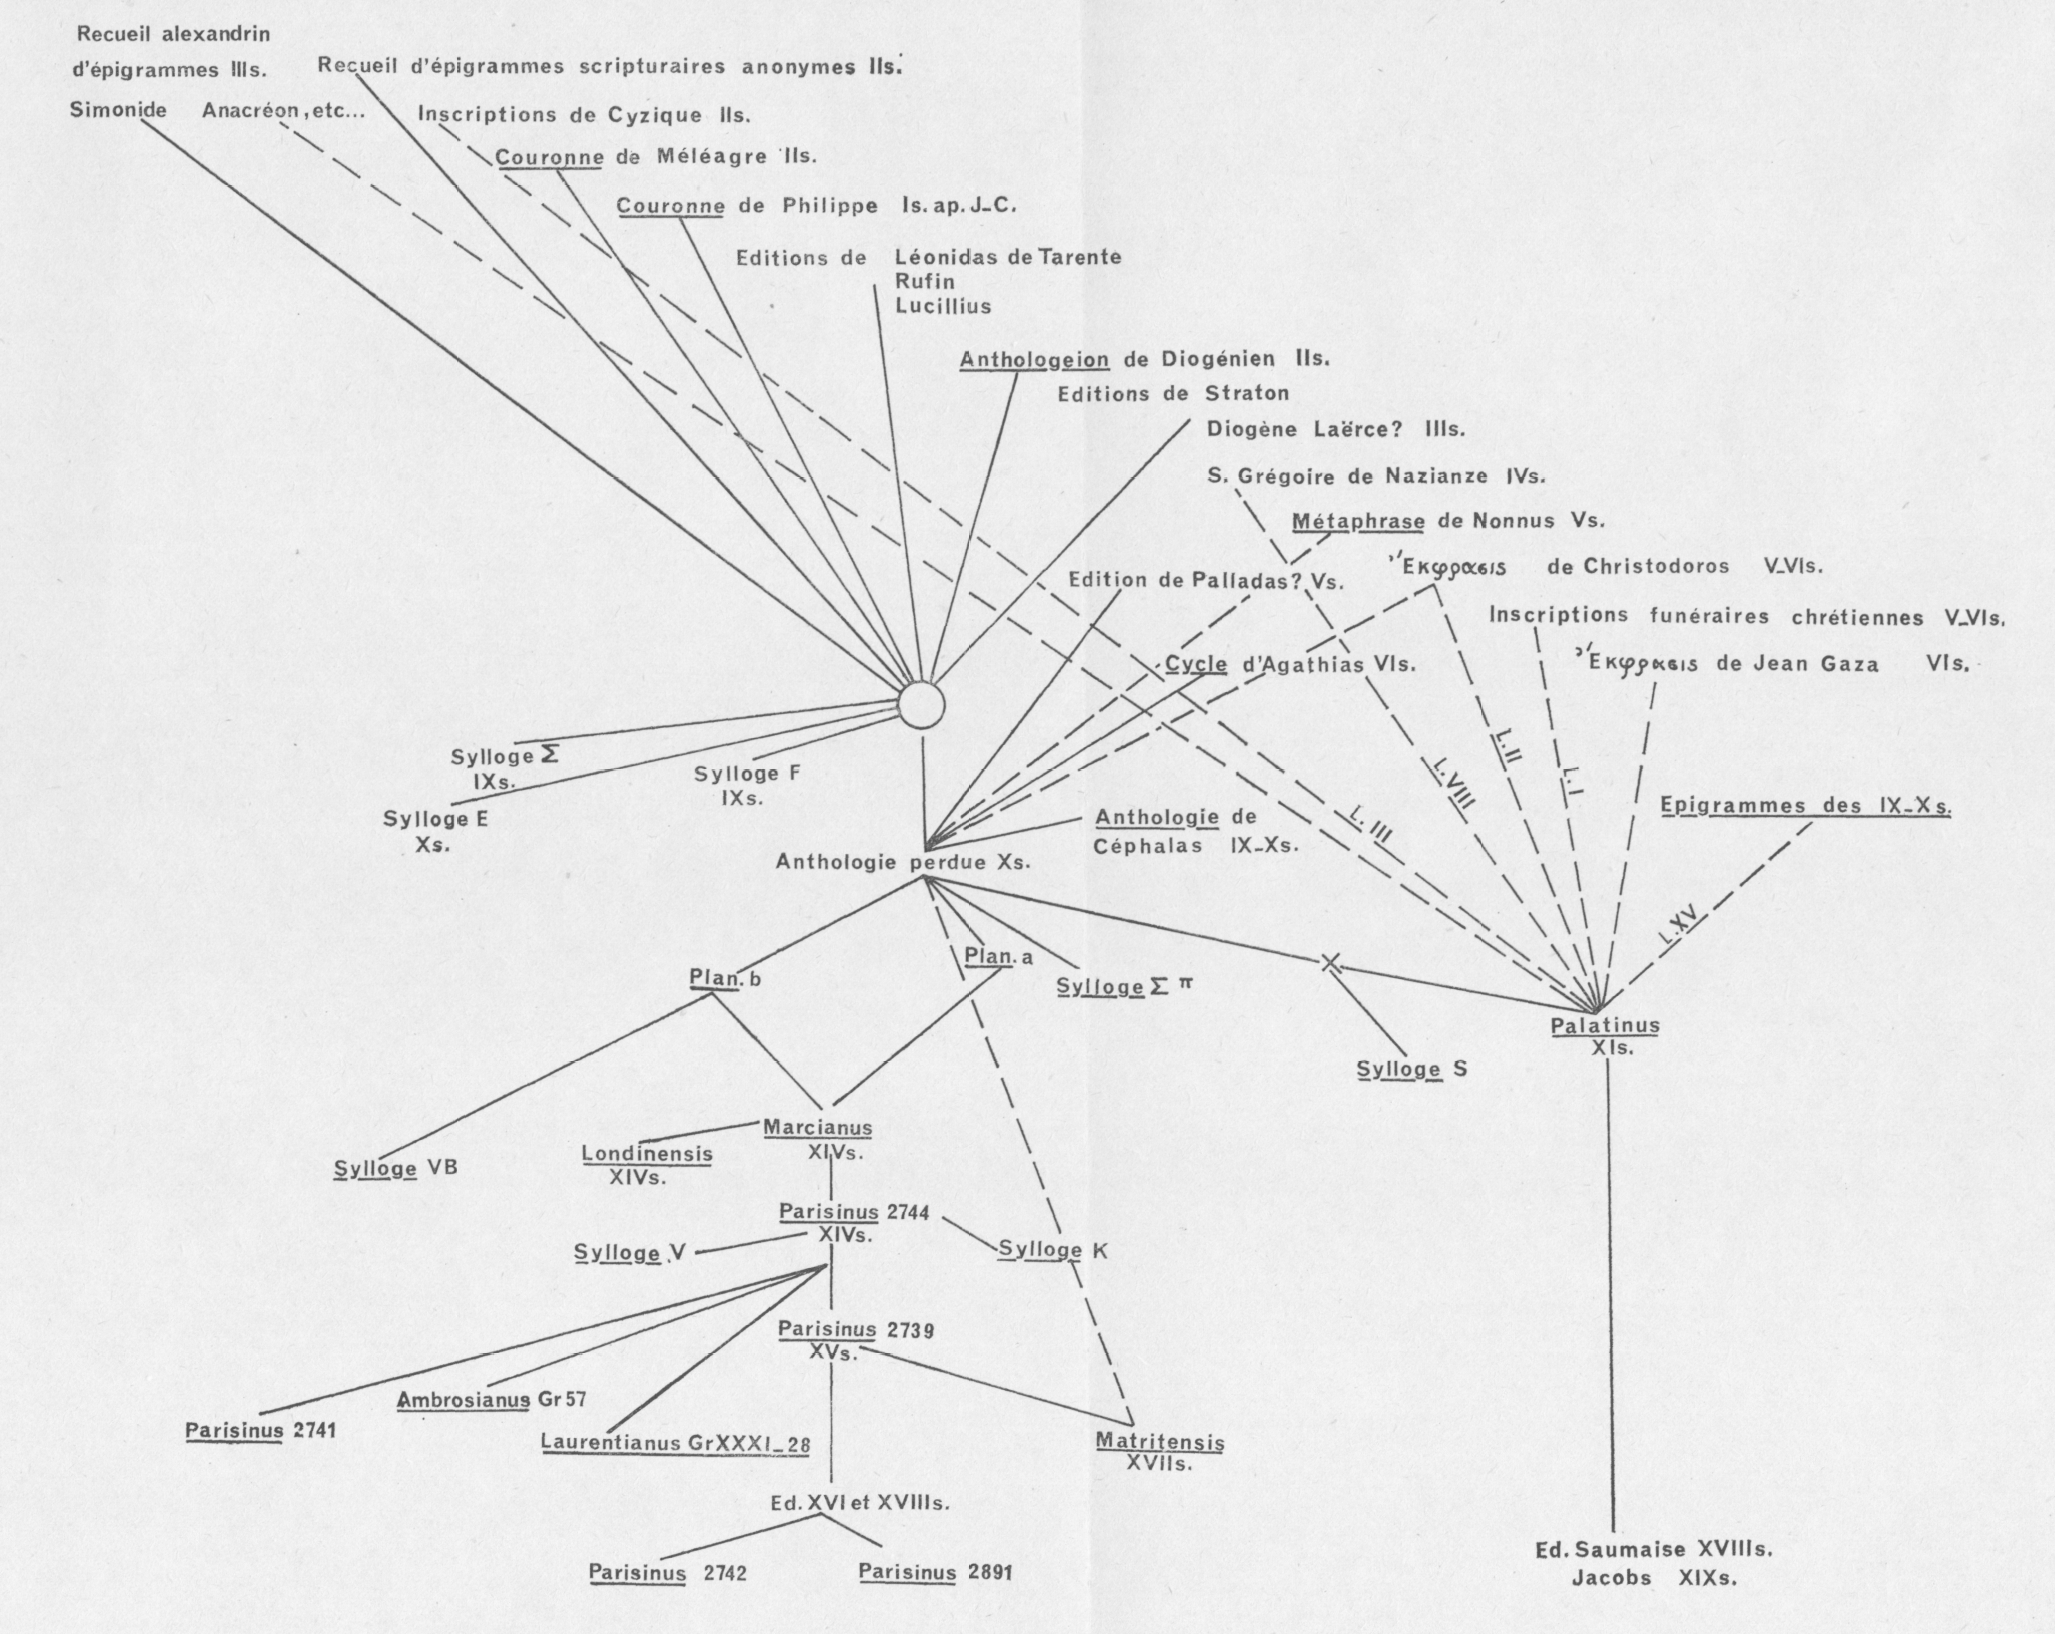 Recueil alexandrin
d'épigrammes IIIs.
Recueil d'épigrammes scripturaires anonymes IIs.
Simonide Anacréon, etc...
Inscriptions de Cyzique IIs.
Couronne de Méléagre IIs.
Couronne de Philippe Is. ap. J-C.
Editions de Léonidas de Tarente
Rufin
Lucillius
Anthologeion de Diogénien IIs.
Editions de Straton
Diogène Laërce? IIIs.
S. Grégoire de Nazianze IVs.
Métaphrase de Nonnus Vs.
Ἔκφρασις de Christodoros V-VIs.
Edition de Palladas? Vs.
Inscriptions funéraires chrétiennes V-VIs.
Cycle d'Agathias VIs.
Ἔκφρασις de Jean Gaza VIs.
Sylloge Σ
IXs.
Sylloge F
IXs.
Sylloge E
Xs.
L. II
L. I
L. VIII
L. III
Epigrammes des IX-Xs.
Anthologie de
Céphalas IX-Xs.
Anthologie perdue Xs.
L. XV
Plan. b
Plan. a
Sylloge Σ π
Palatinus
XIs.
Sylloge S
Marcianus
XIVs.
Londinensis
XIVs.
Sylloge VB
Parisinus 2744
XIVs.
Sylloge V
Sylloge K
Parisinus 2739
XVs.
Ambrosianus Gr 57
Parisinus 2741
Laurentianus Gr XXXI-28
Matritensis
XVIIs.
Ed. XVI et XVIIIs.
Parisinus 2742
Parisinus 2891
Ed. Saumaise XVIIIs.
Jacobs XIXs.